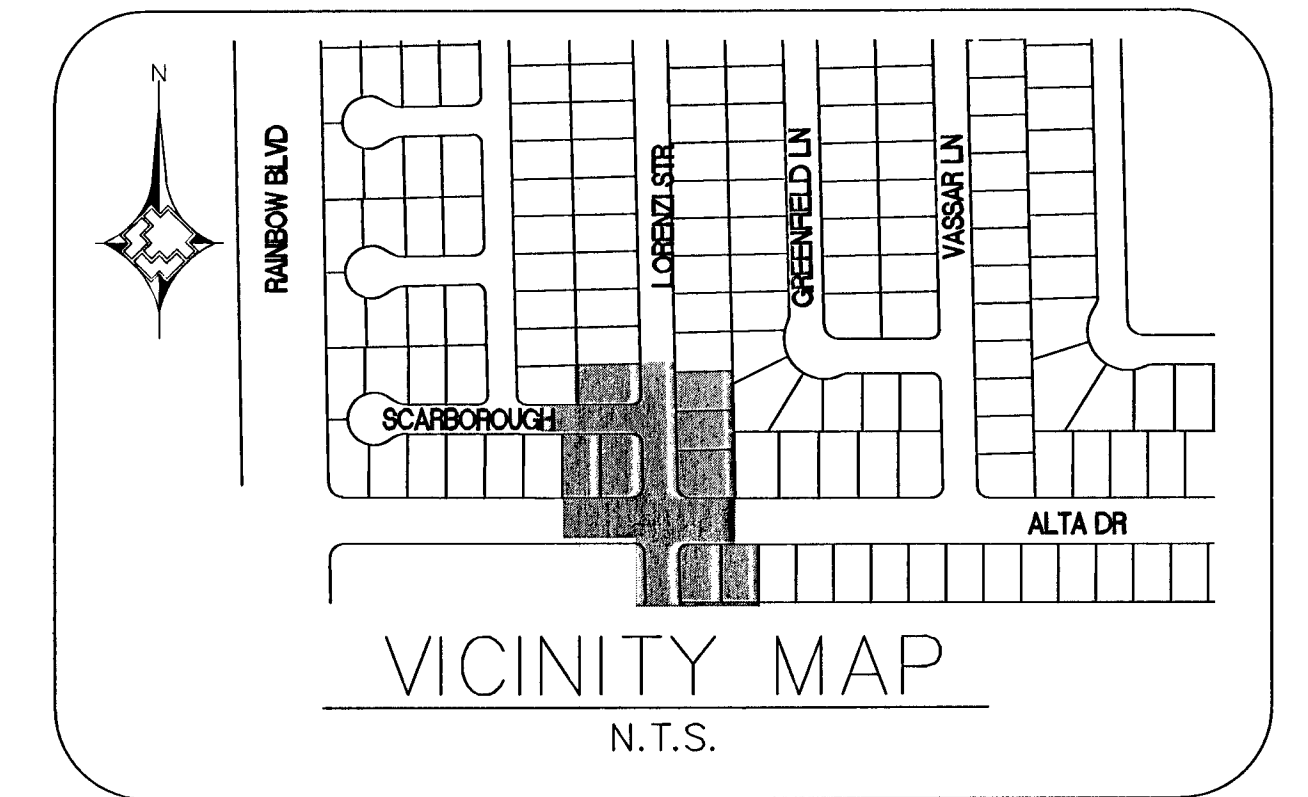 N
RAINBOW BLVD
LORENZI STR
GREENFIELD LN
VASSAR LN
SCARBOROUGH
ALTA DR
VICINITY MAP
N.T.S.